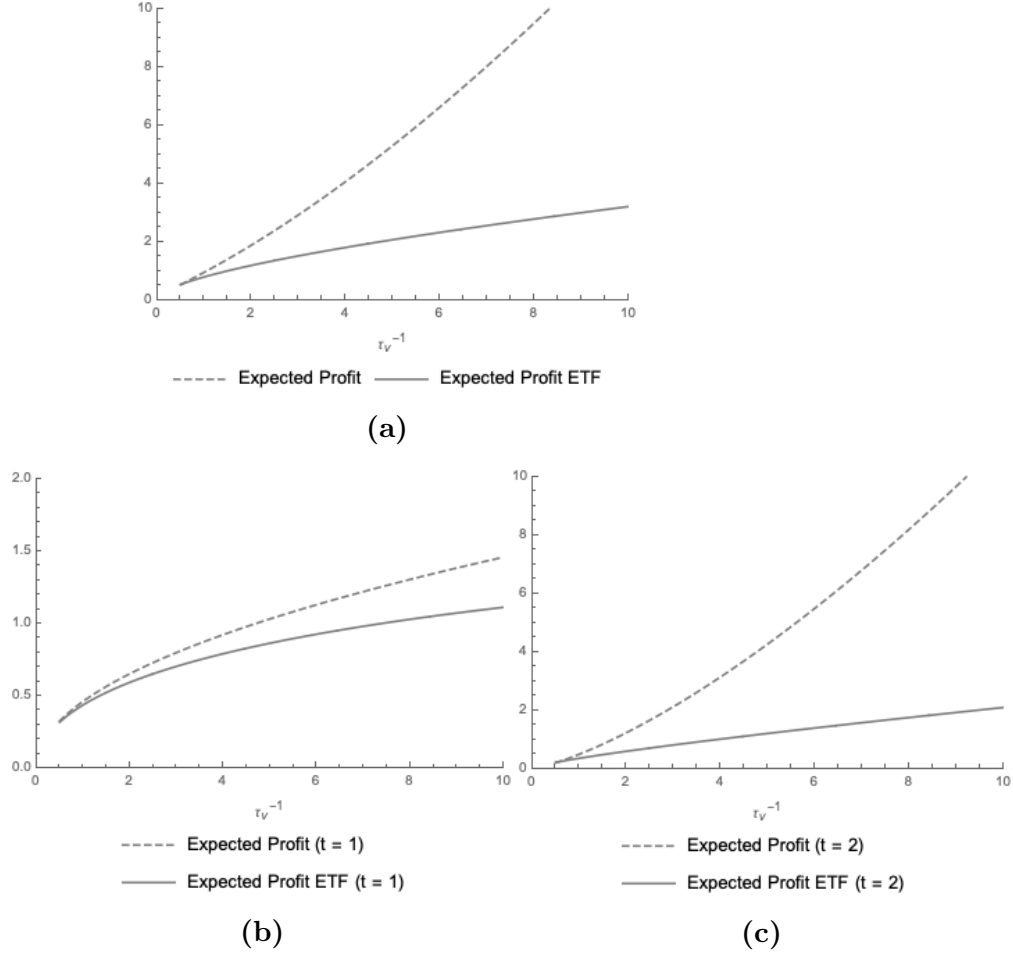 10
8
6
4
2
0
0 2 4 6 8 10
τᵥ⁻¹
Expected Profit Expected Profit ETF
(a)
2.0
1.5
1.0
0.5
0.0
0 2 4 6 8 10
τᵥ⁻¹
Expected Profit (t = 1)
Expected Profit ETF (t = 1)
(b)
10
8
6
4
2
0
0 2 4 6 8 10
τᵥ⁻¹
Expected Profit (t = 2)
Expected Profit ETF (t = 2)
(c)